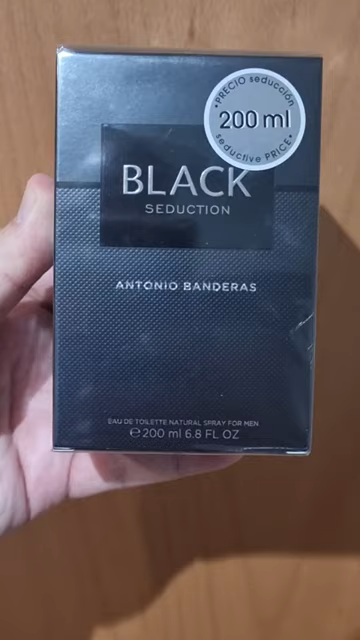 • PRECIO seducción
200 ml
seductive PRICE •
BLACK
SEDUCTION
ANTONIO BANDERAS
EAU DE TOILETTE NATURAL SPRAY FOR MEN
℮200 ml 6.8 FL OZ